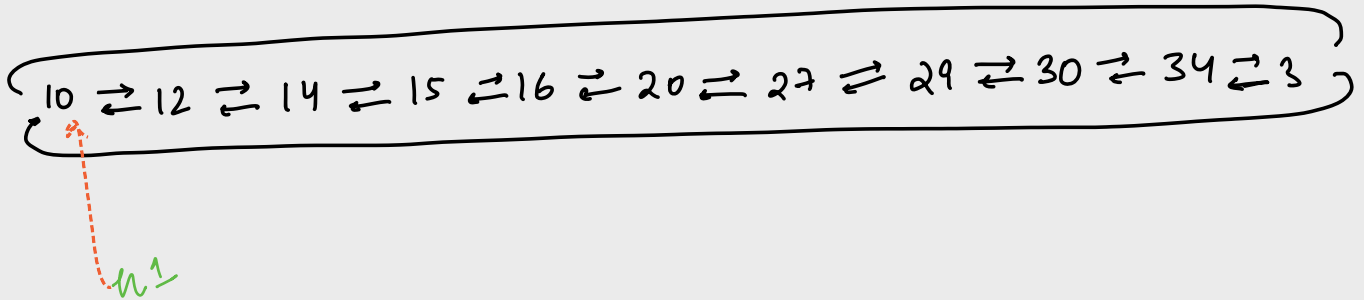 10 ⇄ 12 ⇄ 14 ⇄ 15 ⇄ 16 ⇄ 20 ⇄ 27 ⇄ 29 ⇄ 30 ⇄ 34 ⇄ 3
h1